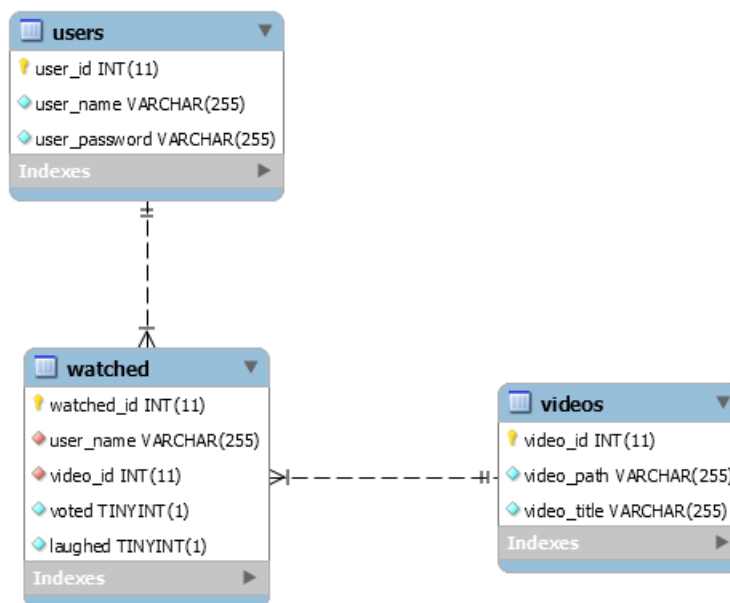 users
user_id INT(11)
user_name VARCHAR(255)
user_password VARCHAR(255)
Indexes
watched
watched_id INT(11)
user_name VARCHAR(255)
video_id INT(11)
voted TINYINT(1)
laughed TINYINT(1)
Indexes
videos
video_id INT(11)
video_path VARCHAR(255)
video_title VARCHAR(255)
Indexes